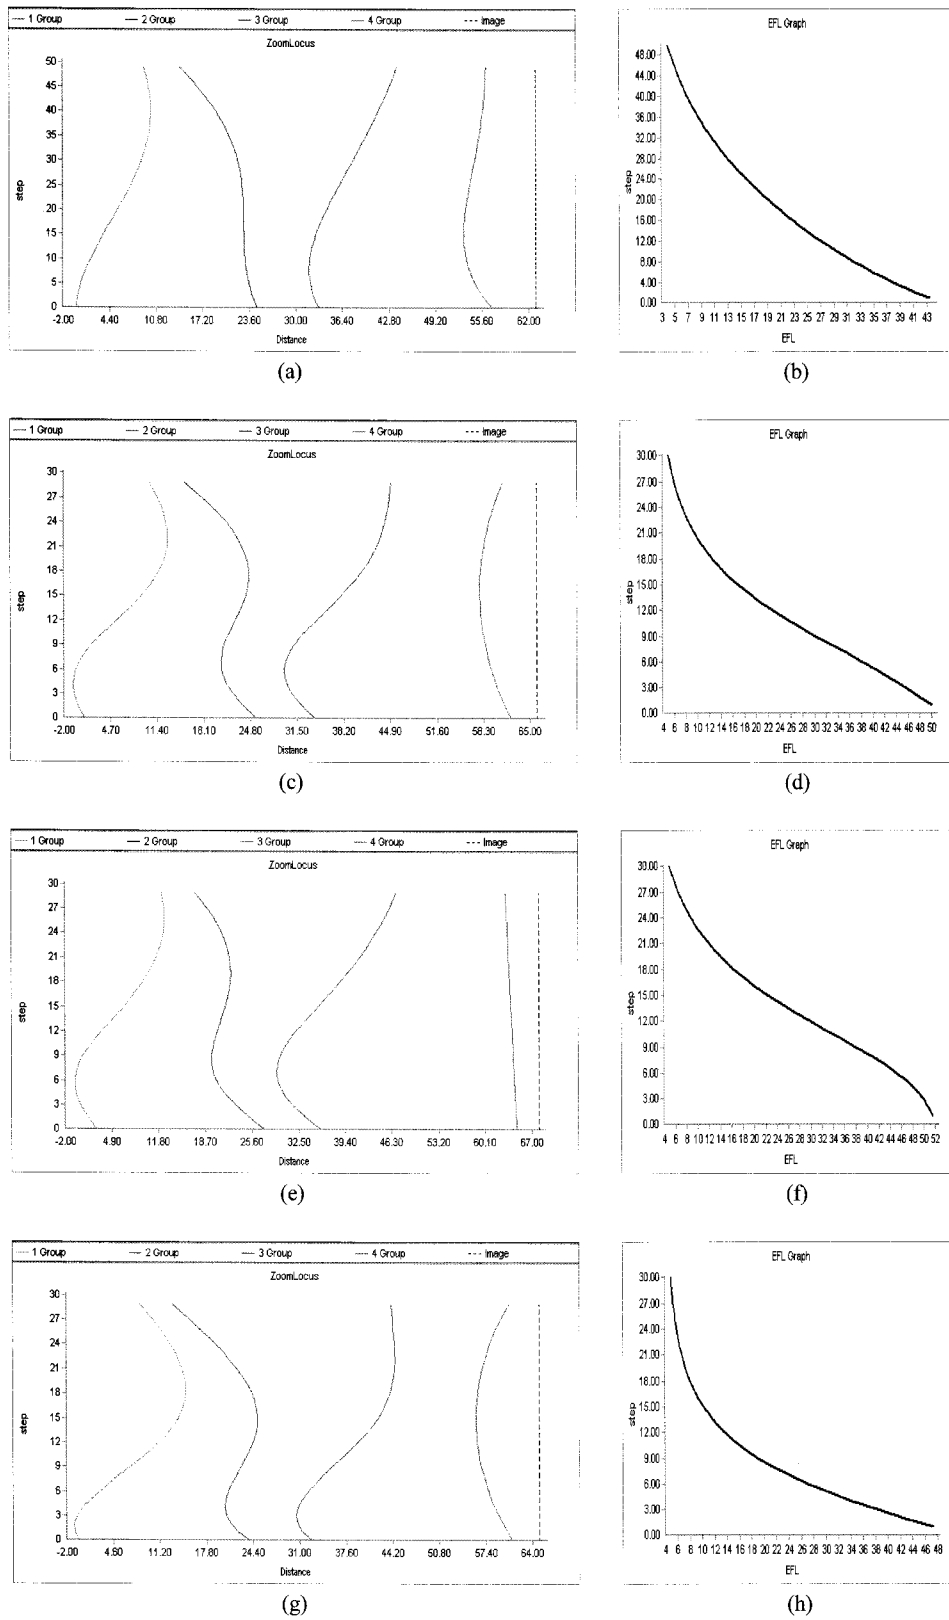 1 Group 2 Group 3 Group 4 Group Image
ZoomLocus
50
45
40
35
30
25
20
15
10
5
0
step
-2.00 4.40 10.80 17.20 23.60 30.00 36.40 42.80 49.20 55.60 62.00
Distance
(a)
EFL Graph
48.00
44.00
40.00
36.00
32.00
28.00
24.00
20.00
16.00
12.00
8.00
4.00
0.00
step
3 5 7 9 11 13 15 17 19 21 23 25 27 29 31 33 35 37 39 41 43
EFL
(b)
1 Group 2 Group 3 Group 4 Group Image
ZoomLocus
30
27
24
21
18
15
12
9
6
3
0
step
-2.00 4.70 11.40 18.10 24.80 31.50 38.20 44.90 51.60 58.30 65.00
Distance
(c)
EFL Graph
30.00
27.00
24.00
21.00
18.00
15.00
12.00
9.00
6.00
3.00
0.00
step
4 6 8 10 12 14 16 18 20 22 24 26 28 30 32 34 36 38 40 42 44 46 48 50
EFL
(d)
1 Group 2 Group 3 Group 4 Group Image
ZoomLocus
30
27
24
21
18
15
12
9
6
3
0
step
-2.00 4.90 11.80 18.70 25.60 32.50 39.40 46.30 53.20 60.10 67.00
Distance
(e)
EFL Graph
30.00
27.00
24.00
21.00
18.00
15.00
12.00
9.00
6.00
3.00
0.00
step
4 6 8 10 12 14 16 18 20 22 24 26 28 30 32 34 36 38 40 42 44 46 48 50 52
EFL
(f)
1 Group 2 Group 3 Group 4 Group Image
ZoomLocus
30
27
24
21
18
15
12
9
6
3
0
step
-2.00 4.60 11.20 17.80 24.40 31.00 37.60 44.20 50.80 57.40 64.00
Distance
(g)
EFL Graph
30.00
27.00
24.00
21.00
18.00
15.00
12.00
9.00
6.00
3.00
0.00
step
4 6 8 10 12 14 16 18 20 22 24 26 28 30 32 34 36 38 40 42 44 46 48
EFL
(h)